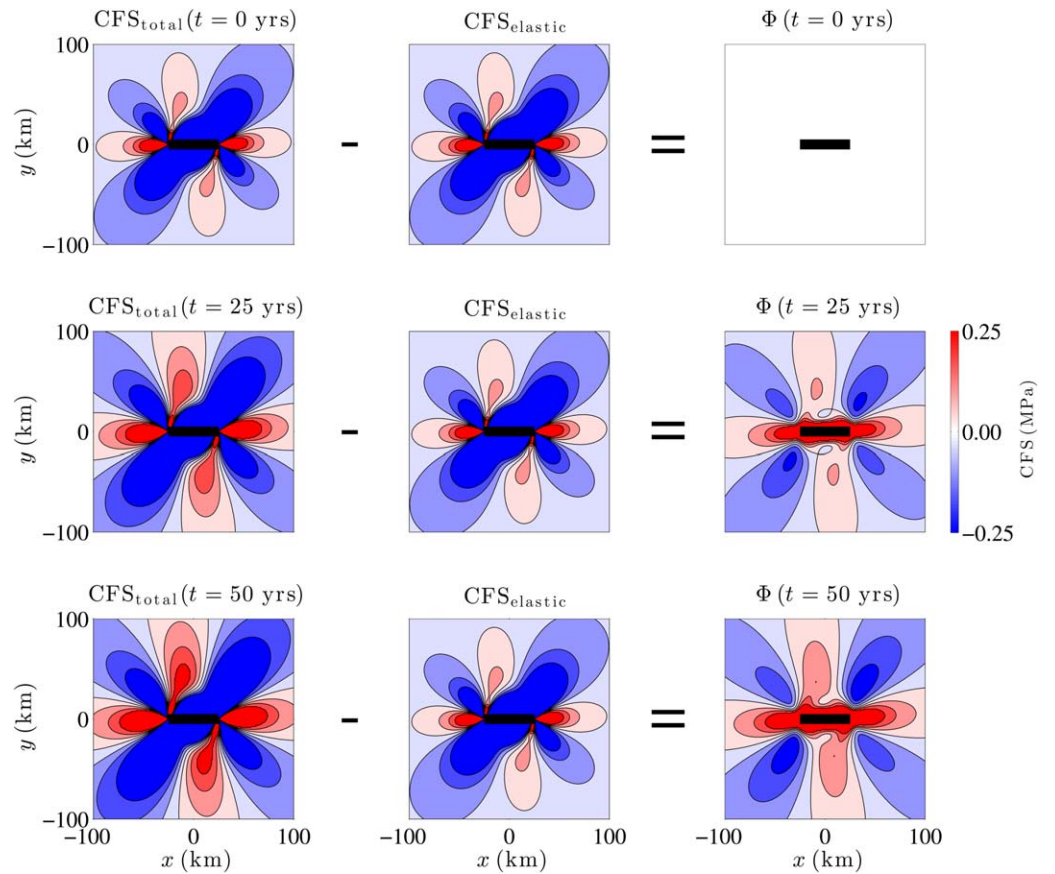 CFS_total (t = 0 yrs) CFS_elastic Φ (t = 0 yrs)
100
y (km)
0
−
=
−100
CFS_total (t = 25 yrs) CFS_elastic Φ (t = 25 yrs)
100
y (km)
0
−
=
−100
0.25
0.00
−0.25
CFS (MPa)
CFS_total (t = 50 yrs) CFS_elastic Φ (t = 50 yrs)
100
y (km)
0
−
=
−100
−100 0 100 −100 0 100 −100 0 100
x (km) x (km) x (km)